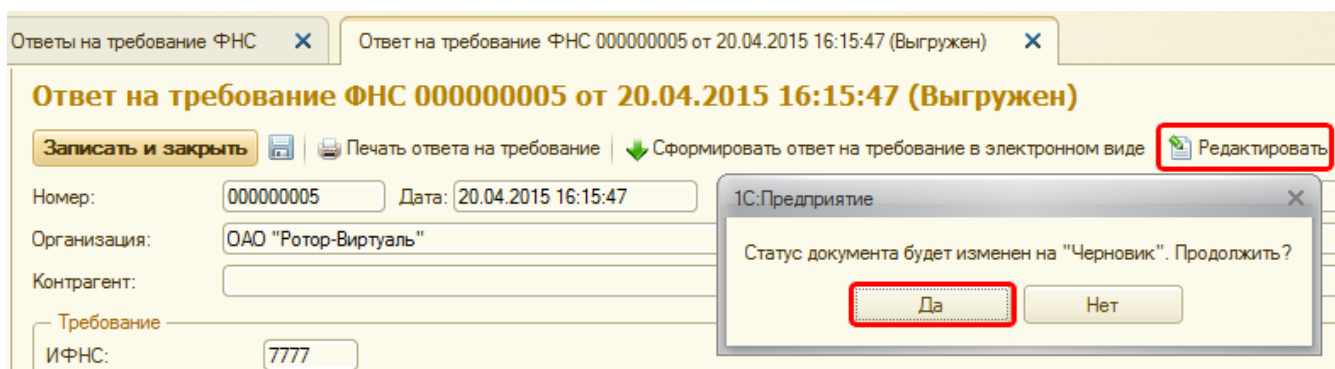 Ответы на требование ФНС
Ответ на требование ФНС 000000005 от 20.04.2015 16:15:47 (Выгружен)
Ответ на требование ФНС 000000005 от 20.04.2015 16:15:47 (Выгружен)
Записать и закрыть Печать ответа на требование Сформировать ответ на требование в электронном виде Редактировать
Номер: 000000005 Дата: 20.04.2015 16:15:47
Организация: ОАО "Ротор-Виртуаль"
Контрагент:
Требование
ИФНС: 7777
1С:Предприятие
Статус документа будет изменен на "Черновик". Продолжить?
Да Нет